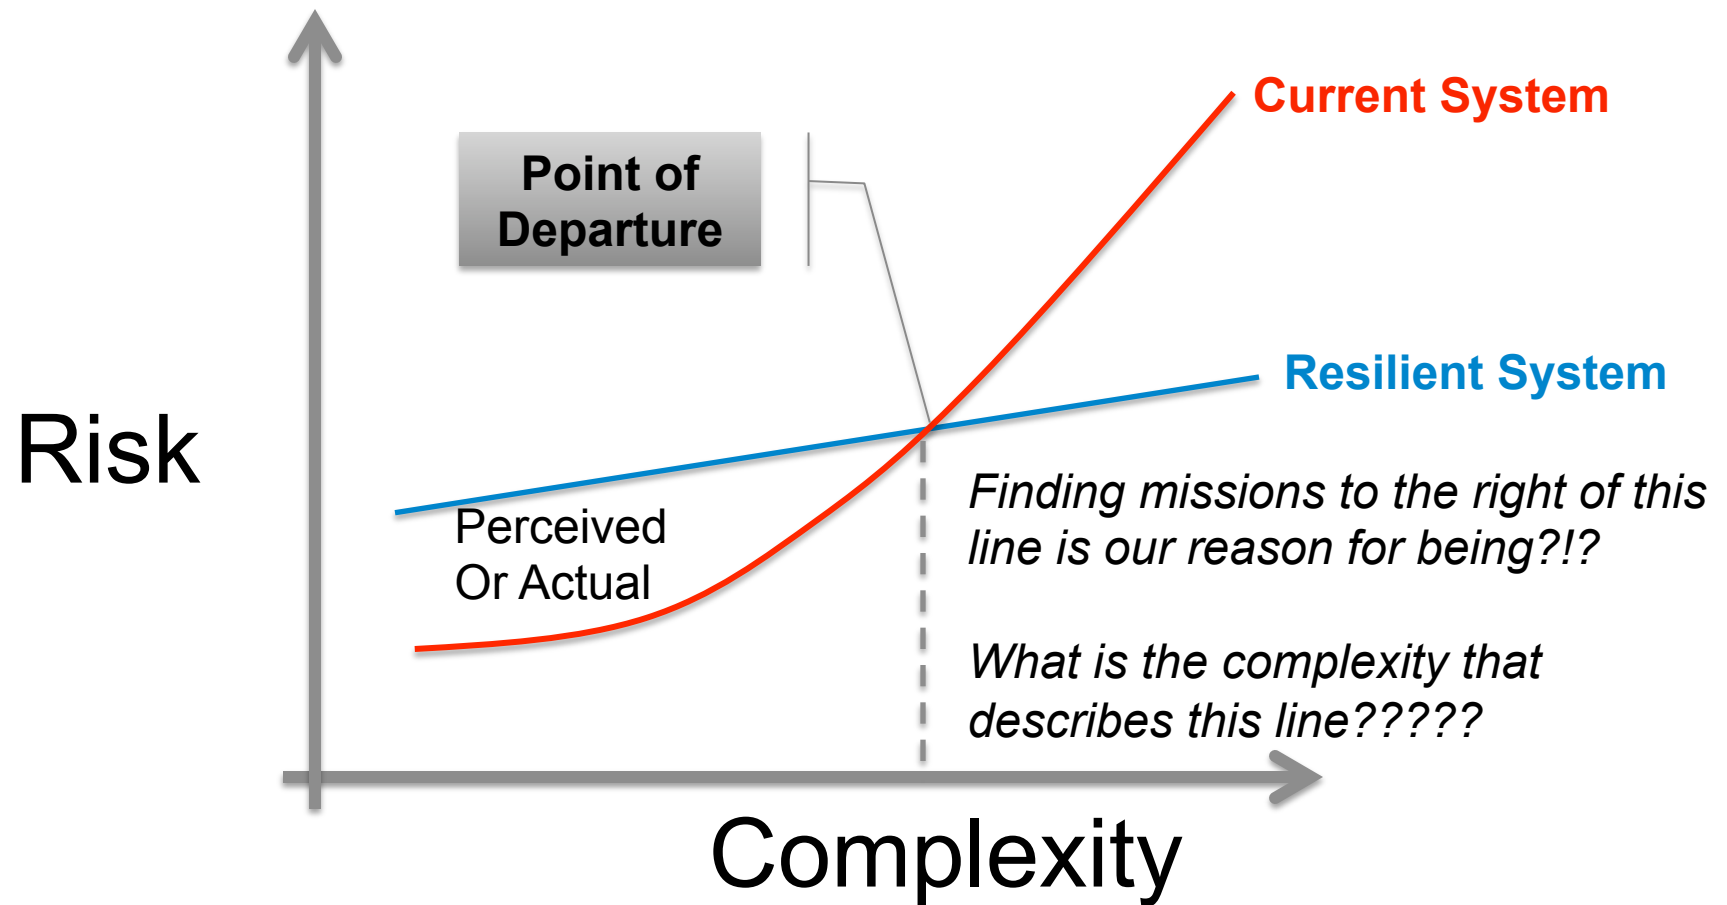 Current System
Point of
Departure
Resilient System
Risk
Perceived
Or Actual
Finding missions to the right of this
line is our reason for being?!?
What is the complexity that
describes this line?????
Complexity